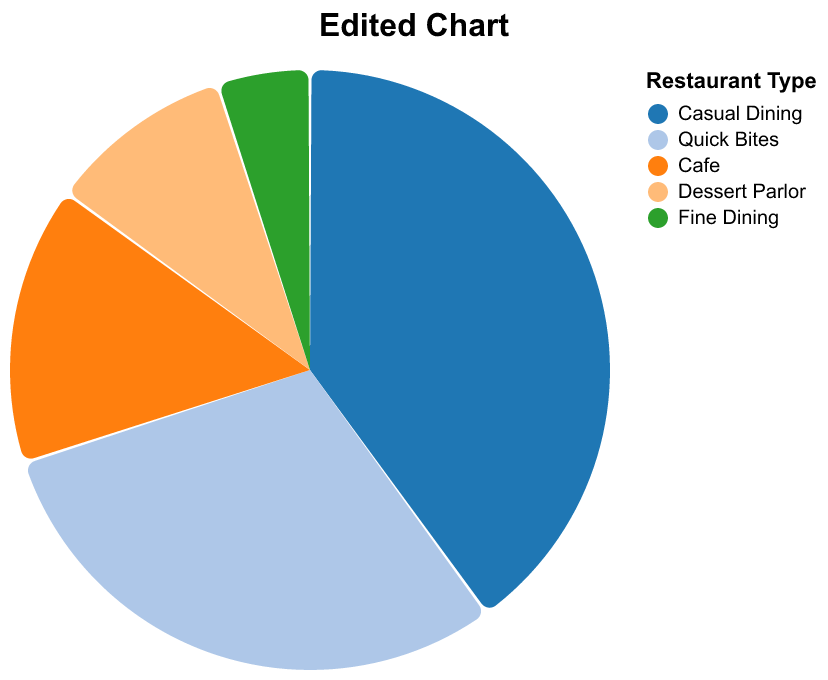 Edited Chart
Restaurant Type
Casual Dining
Quick Bites
Cafe
Dessert Parlor
Fine Dining